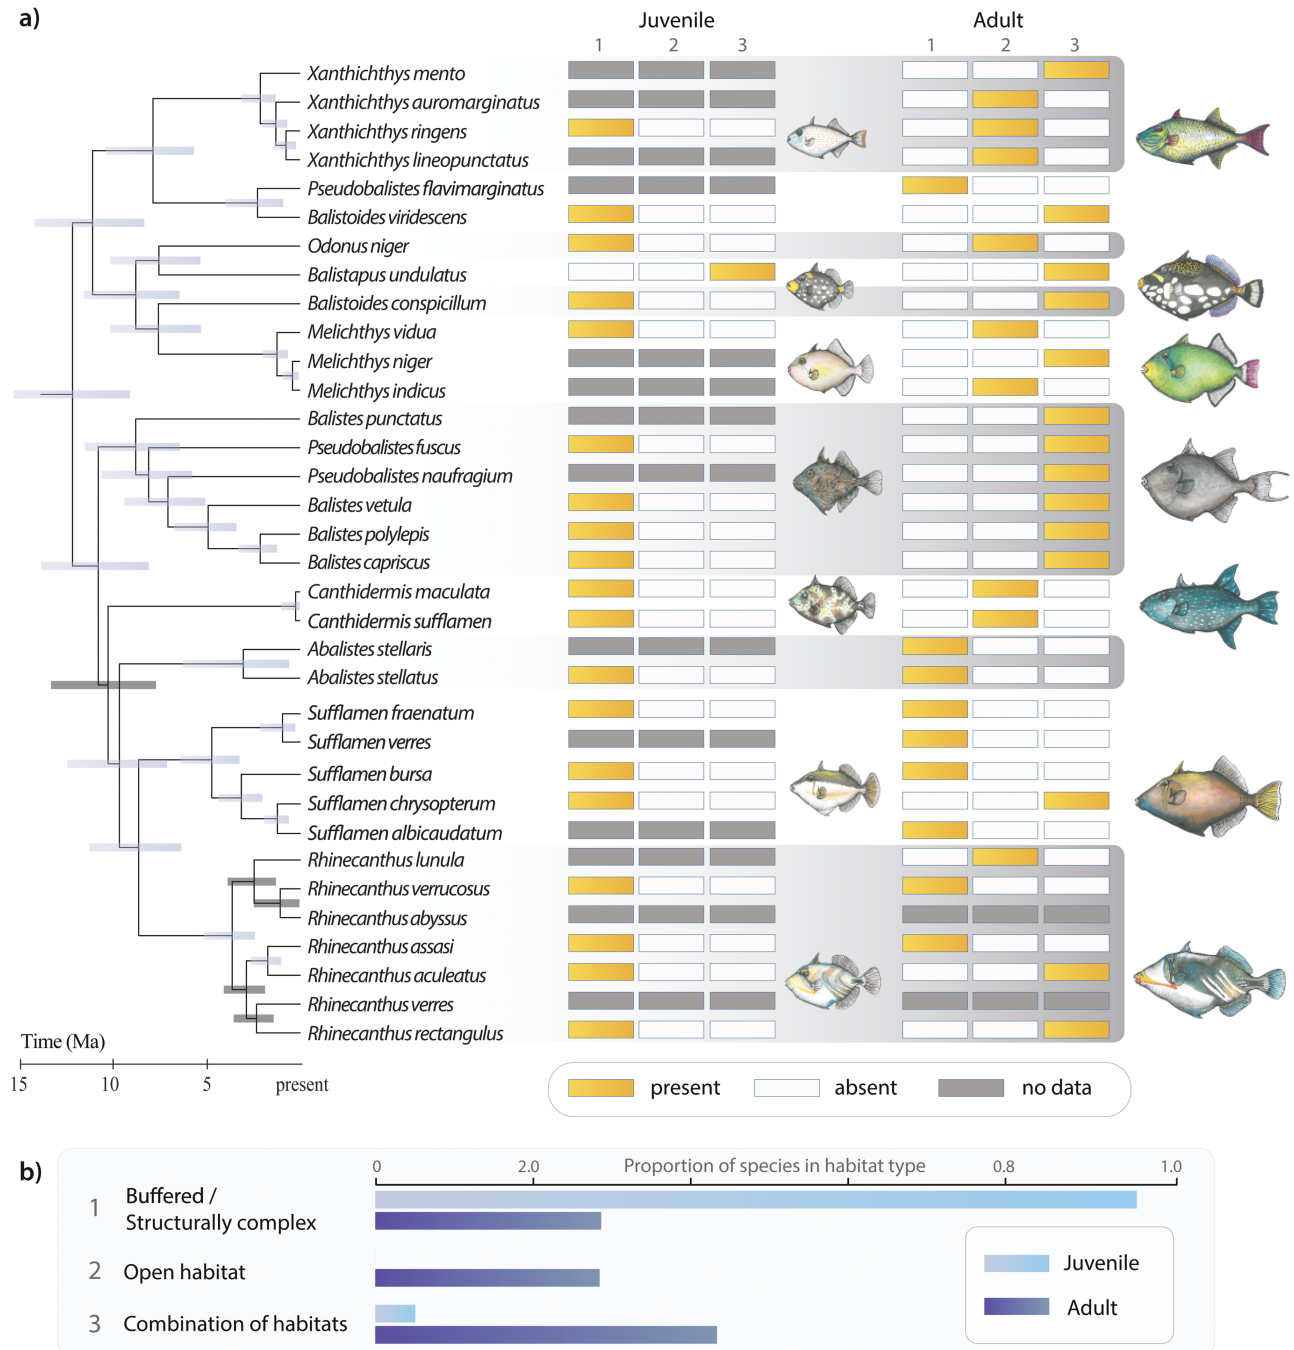 a)
Juvenile
Adult
1 2 3
1 2 3
Xanthichthys mento
Xanthichthys auromarginatus
Xanthichthys ringens
Xanthichthys lineopunctatus
Pseudobalistes flavimarginatus
Balistoides viridescens
Odonus niger
Balistapus undulatus
Balistoides conspicillum
Melichthys vidua
Melichthys niger
Melichthys indicus
Balistes punctatus
Pseudobalistes fuscus
Pseudobalistes naufragium
Balistes vetula
Balistes polylepis
Balistes capriscus
Canthidermis maculata
Canthidermis sufflamen
Abalistes stellaris
Abalistes stellatus
Sufflamen fraenatum
Sufflamen verres
Sufflamen bursa
Sufflamen chrysopterum
Sufflamen albicaudatum
Rhinecanthus lunula
Rhinecanthus verrucosus
Rhinecanthus abyssus
Rhinecanthus assasi
Rhinecanthus aculeatus
Rhinecanthus verres
Rhinecanthus rectangulus
Time (Ma)
15 10 5 present
present absent no data
b)
0 2.0 Proportion of species in habitat type 0.8 1.0
1 Buffered /
Structurally complex
2 Open habitat
3 Combination of habitats
Juvenile
Adult